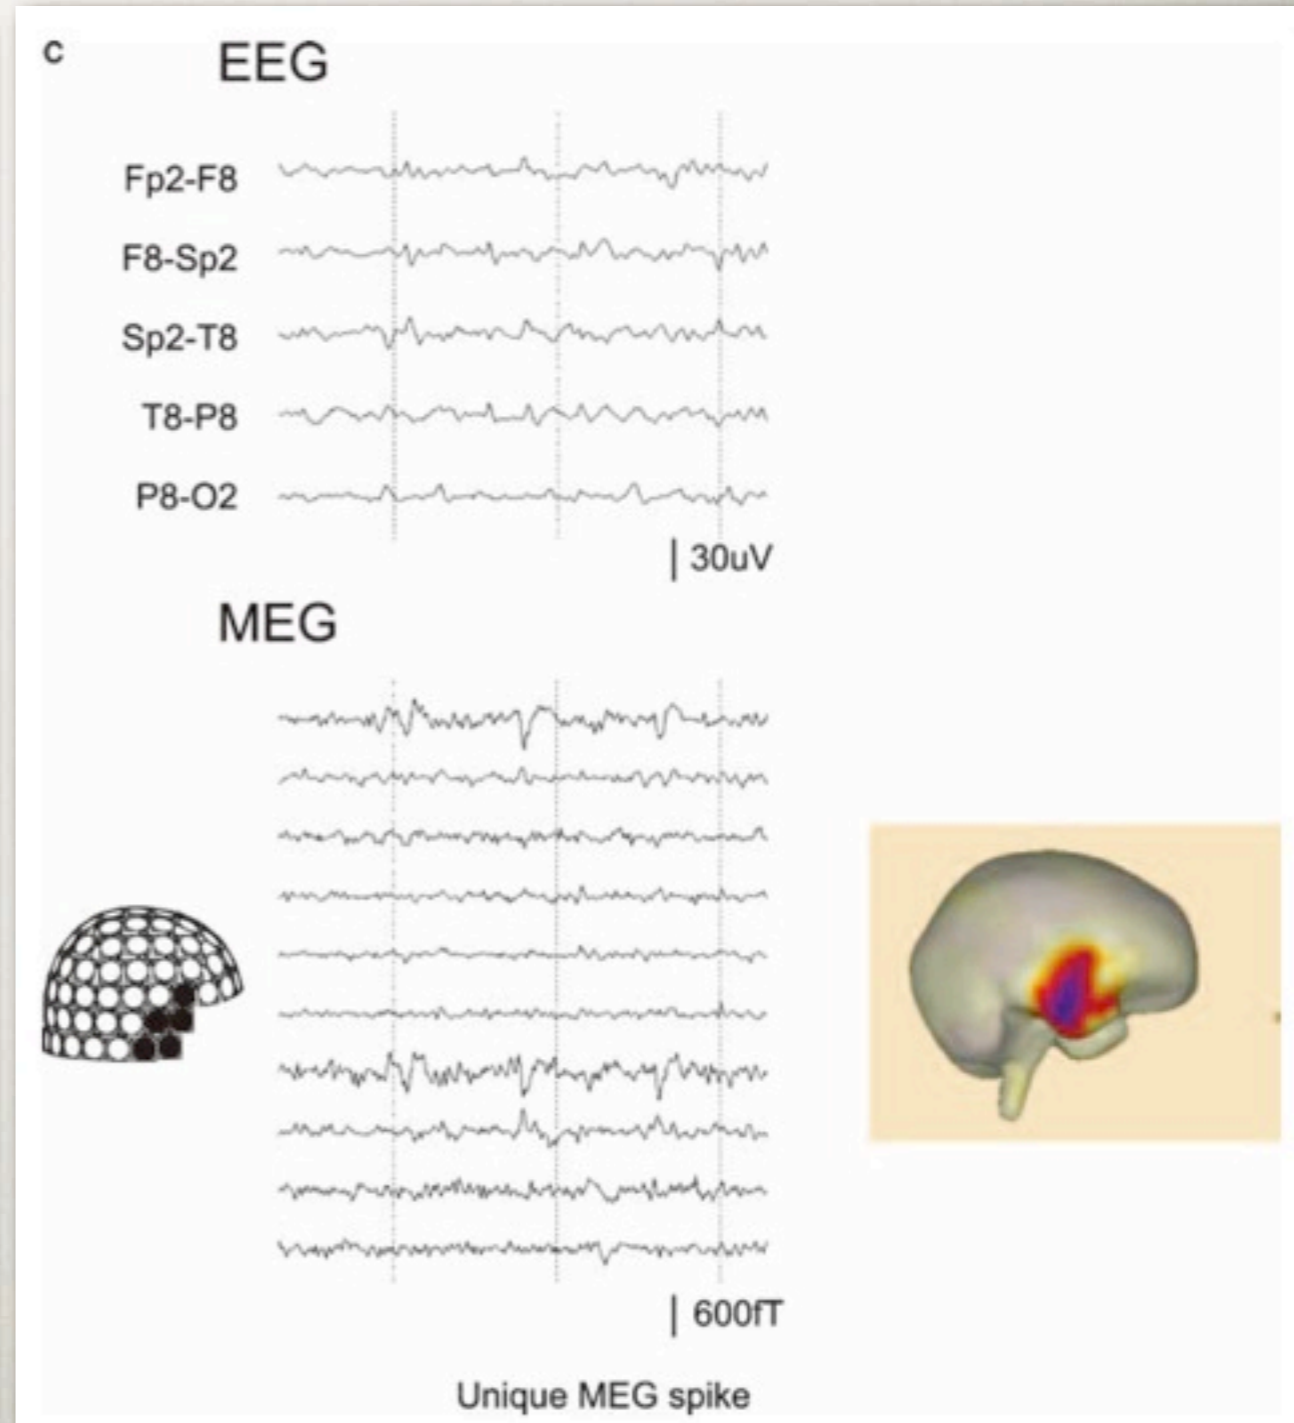 C
EEG
Fp2-F8
F8-Sp2
Sp2-T8
T8-P8
P8-O2
30uV
MEG
600fT
Unique MEG spike